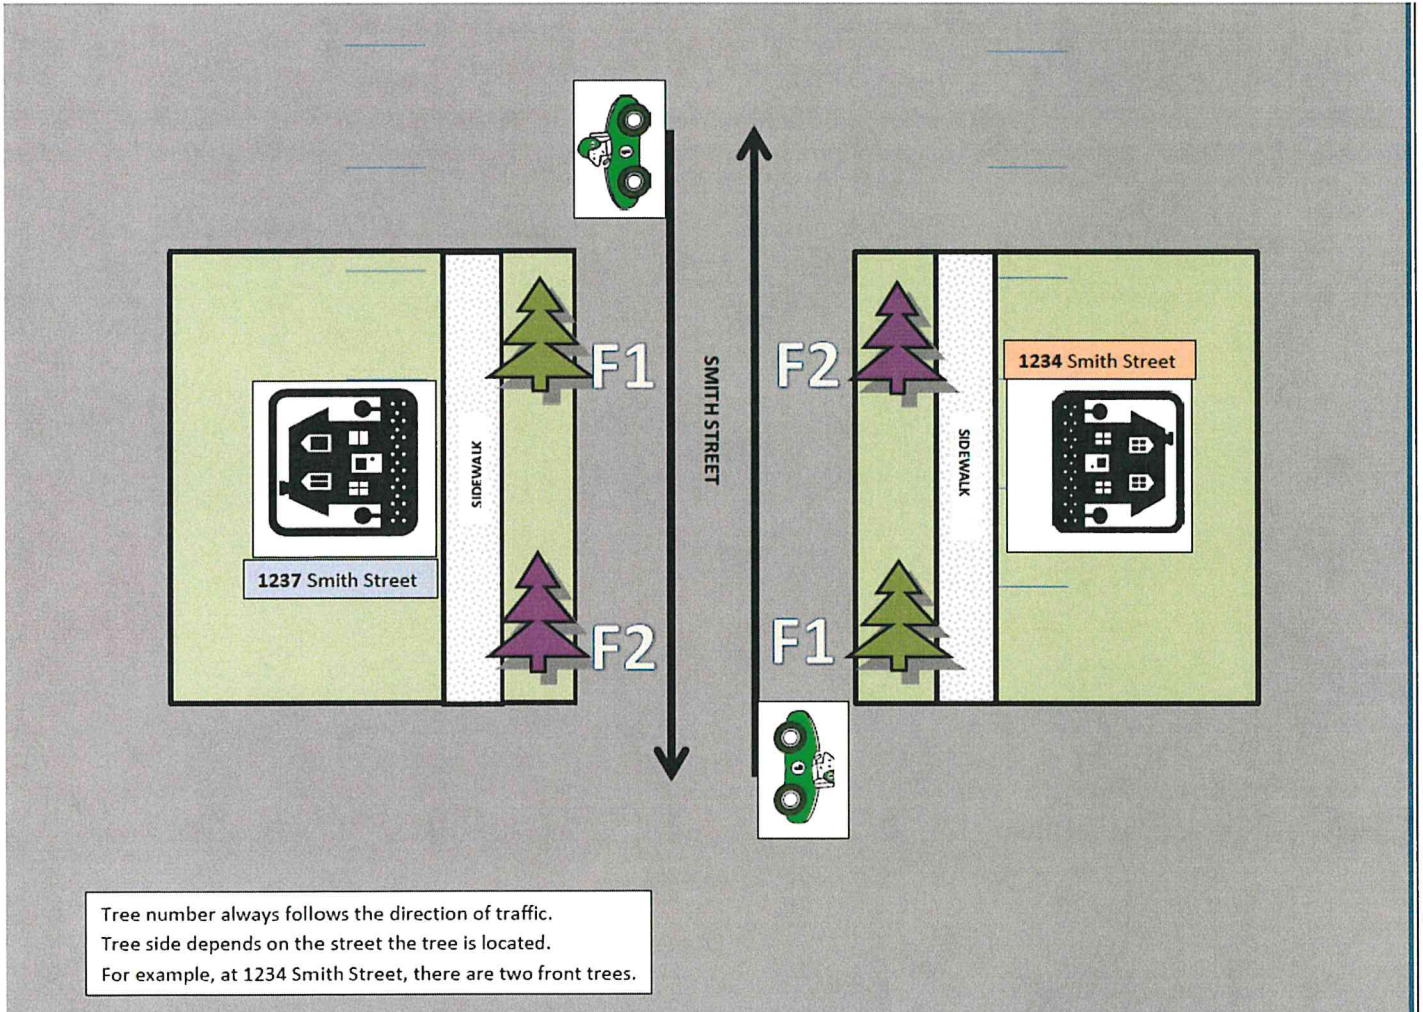 F1
F2
SMITH STREET
1234 Smith Street
SIDEWALK
SIDEWALK
1237 Smith Street
F2
F1
Tree number always follows the direction of traffic.
Tree side depends on the street the tree is located.
For example, at 1234 Smith Street, there are two front trees.